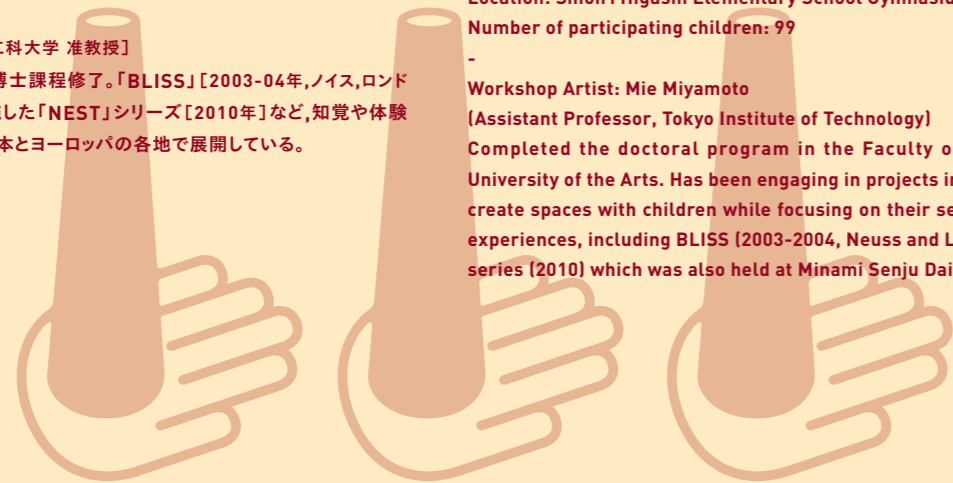 工科大学 准教授]
博士課程修了。「BLISS」[2003-04年,ノイス,ロンド
した「NEST」シリーズ[2010年]など,知覚や体験
本とヨーロッパの各地で展開している。
Number of participating children: 99
-
Workshop Artist: Mie Miyamoto
(Assistant Professor, Tokyo Institute of Technology)
Completed the doctoral program in the Faculty o
University of the Arts. Has been engaging in projects i
create spaces with children while focusing on their se
experiences, including BLISS (2003-2004, Neuss and L
series (2010) which was also held at Minami Senju Dai